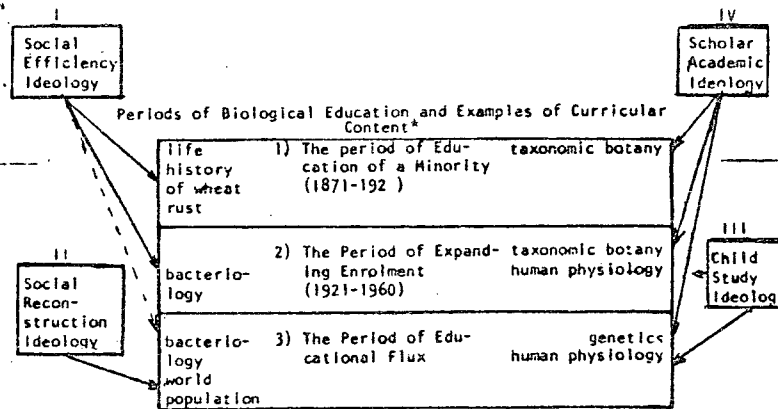 I
Social
Efficiency
Ideology
IV
Scholar
Academic
Ideology
Periods of Biological Education and Examples of Curricular
Content*
life
history
of wheat
rust
1) The period of Edu-
cation of a Minority
(1871-192 )
taxonomic botany
II
Social
Recon-
struction
Ideology
bacterio-
logy
2) The Period of Expand-
ing Enrolment
(1921-1960)
taxonomic botany
human physiology
III
Child
Study
Ideolog
bacterio-
logy
world
population
3) The Period of Edu-
cational Flux
genetics
human physiology